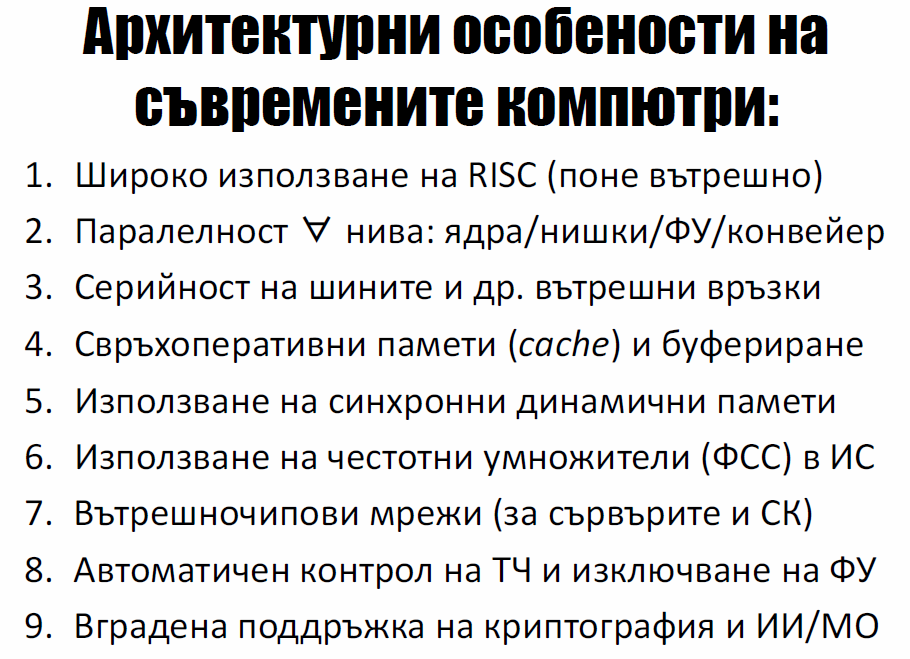 Архитектурни особености на
съвремените компютри:
1. Широко използване на RISC (поне вътрешно)
2. Паралелност ∀ нива: ядра/нишки/ФУ/конвейер
3. Серийност на шините и др. вътрешни връзки
4. Свръхоперативни памети (cache) и буфериране
5. Използване на синхронни динамични памети
6. Използване на честотни умножители (ФСС) в ИС
7. Вътрешночипови мрежи (за сървърите и СК)
8. Автоматичен контрол на ТЧ и изключване на ФУ
9. Вградена поддръжка на криптография и ИИ/МО